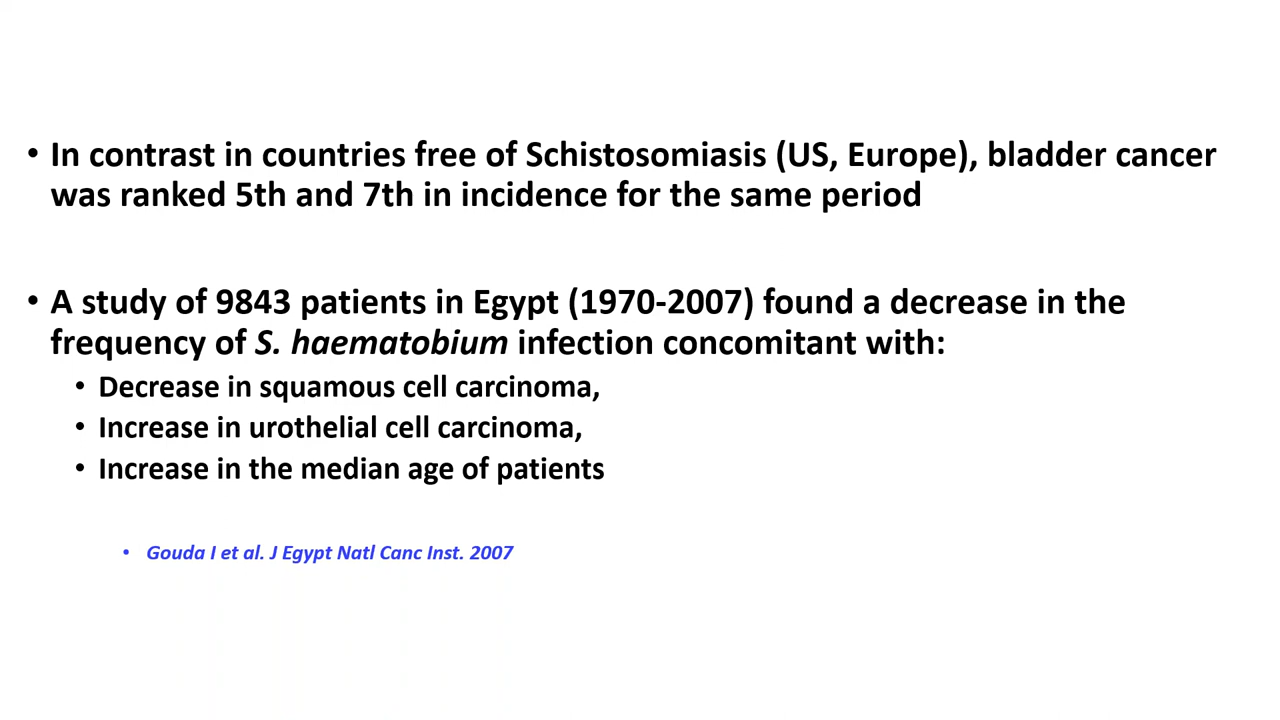 • In contrast in countries free of Schistosomiasis (US, Europe), bladder cancer
was ranked 5th and 7th in incidence for the same period
• A study of 9843 patients in Egypt (1970-2007) found a decrease in the
frequency of S. haematobium infection concomitant with:
• Decrease in squamous cell carcinoma,
• Increase in urothelial cell carcinoma,
• Increase in the median age of patients
• Gouda I et al. J Egypt Natl Canc Inst. 2007